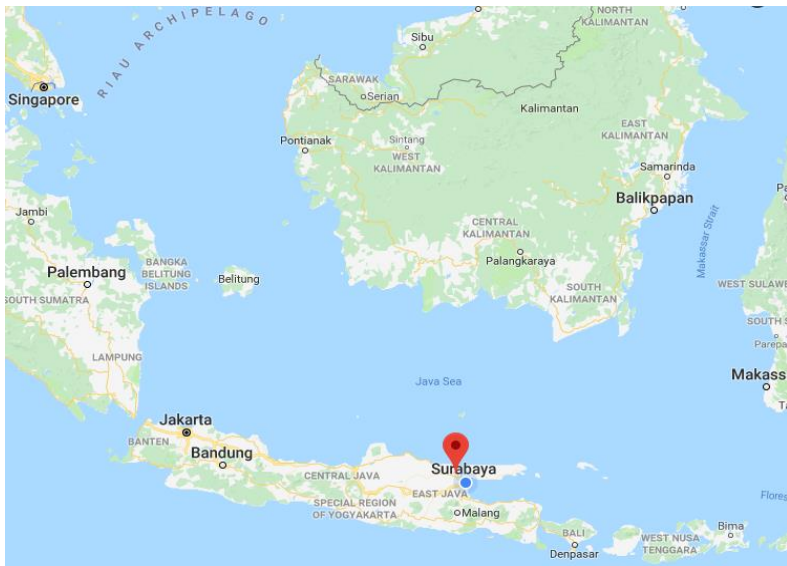 NORTH
KALIMANTAN
RIAU ARCHIPELAGO
Sibu
Singapore
SARAWAK
Serian
Kalimantan
EAST
KALIMANTAN
Pontianak
Sintang
WEST
KALIMANTAN
Samarinda
Balikpapan
Jambi
CENTRAL
KALIMANTAN
Makassar Strait
Palangkaraya
BANGKA
BELITUNG
ISLANDS
Palembang
Belitung
SOUTH SUMATRA
SOUTH
KALIMANTAN
WEST SULAWE
SOUTH S
Parepa
LAMPUNG
Java Sea
Makass
Jakarta
BANTEN
Bandung
CENTRAL JAVA
Surabaya
EAST JAVA
SPECIAL REGION
OF YOGYAKARTA
Malang
Flores
BALI
Denpasar
WEST NUSA
TENGGARA
Bima